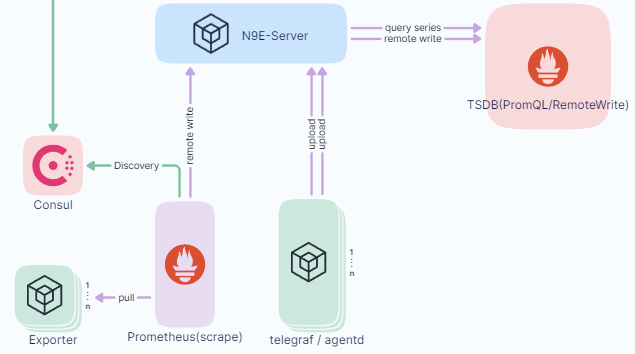 N9E-Server
query series
remote write
TSDB(PromQL/RemoteWrite)
remote write
upload
upload
Discovery
Consul
1
:
n
1
:
n
pull
Exporter
Prometheus(scrape)
telegraf / agentd